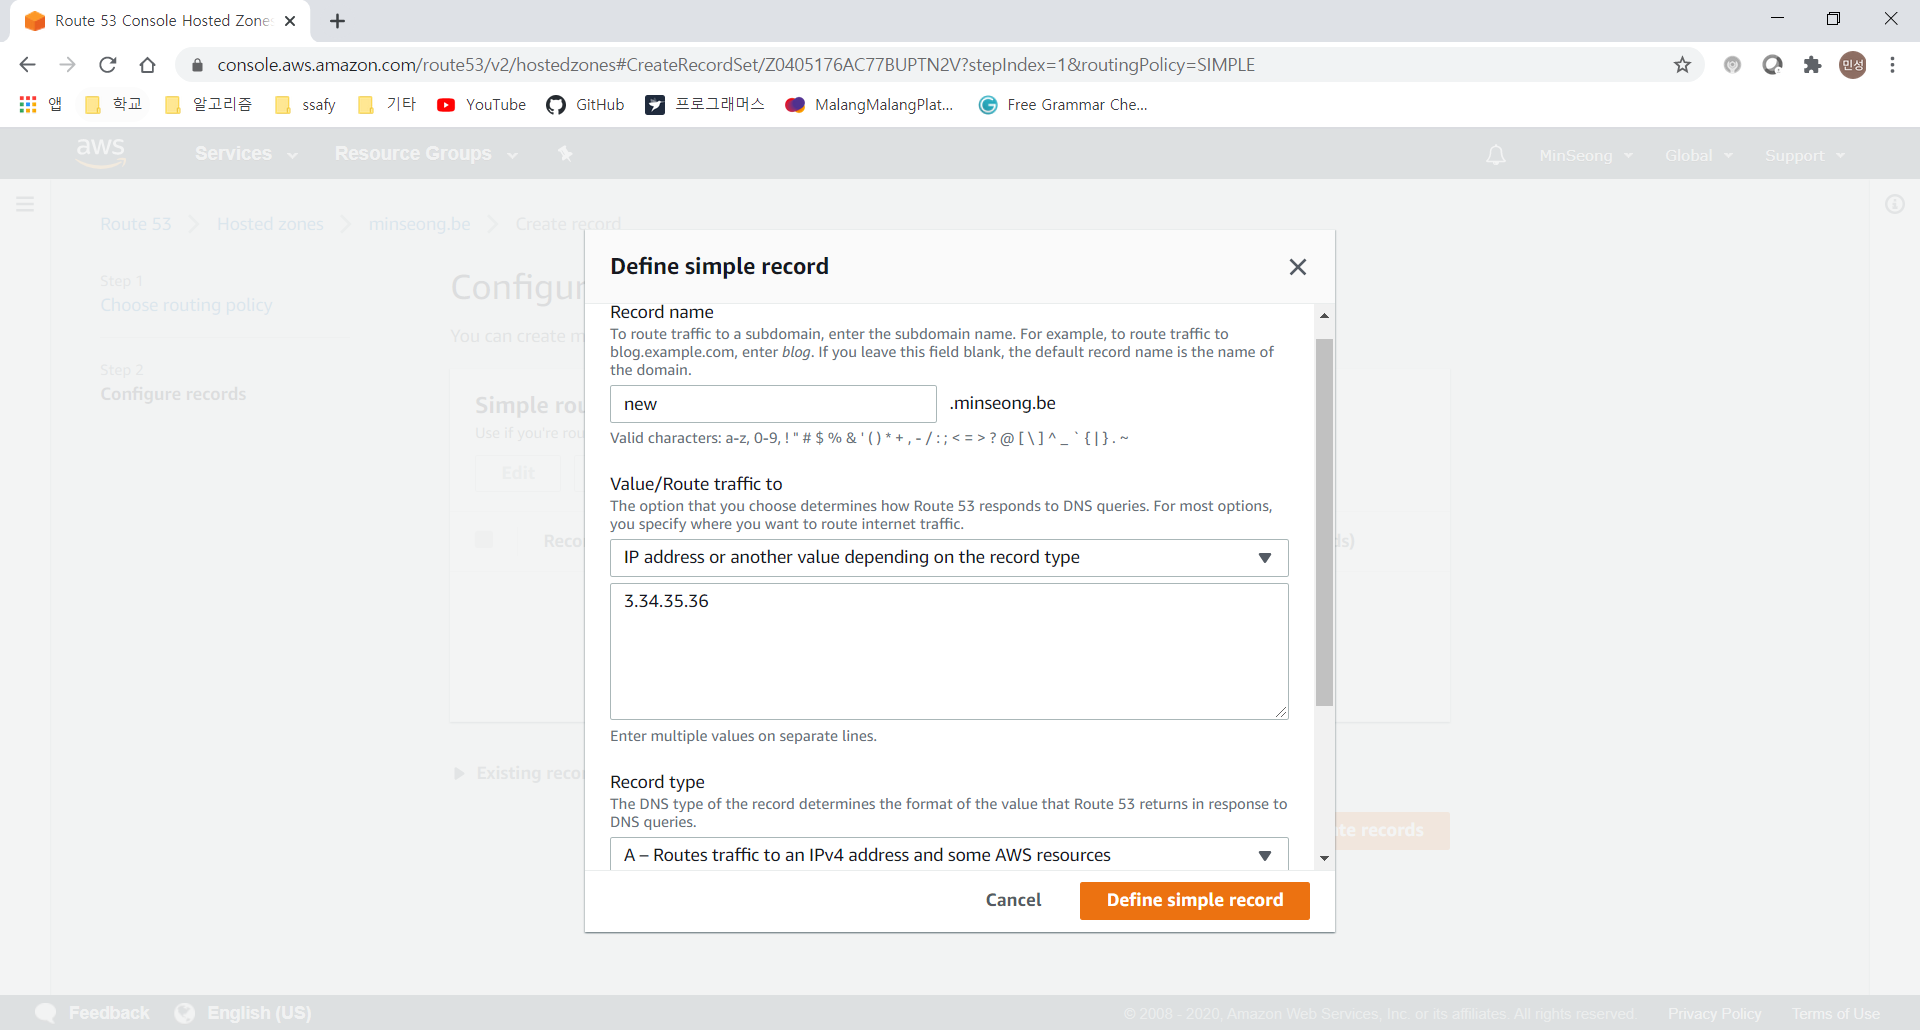 Route 53 Console Hosted Zone
console.aws.amazon.com/route53/v2/hostedzones#CreateRecordSet/Z0405176AC77BUPTN2V?stepIndex=1&routingPolicy=SIMPLE
민성
앱 학교 알고리즘 ssafy 기타 YouTube GitHub 프로그래머스 MalangMalangPlat... Free Grammar Che...
aws Services Resource Groups MinSeong Global Support
Route 53 Hosted zones minseong.be Create record
Step 1
Choose routing policy
Step 2
Configure records
Configur
You can create m
Simple rou
Use if you're rou
Edit
Reco
ds)
Existing recor
te records
Define simple record
Record name
To route traffic to a subdomain, enter the subdomain name. For example, to route traffic to
blog.example.com, enter blog. If you leave this field blank, the default record name is the name of
the domain.
new .minseong.be
Valid characters: a-z, 0-9, ! " # $ % & ' ( ) * + , - / : ; < = > ? @ [ \ ] ^ _ ` { | } . ~
Value/Route traffic to
The option that you choose determines how Route 53 responds to DNS queries. For most options,
you specify where you want to route internet traffic.
IP address or another value depending on the record type
3.34.35.36
Enter multiple values on separate lines.
Record type
The DNS type of the record determines the format of the value that Route 53 returns in response to
DNS queries.
A – Routes traffic to an IPv4 address and some AWS resources
Cancel Define simple record
Feedback English (US) © 2008 - 2020, Amazon Web Services, Inc. or its affiliates. All rights reserved. Privacy Policy Terms of Use